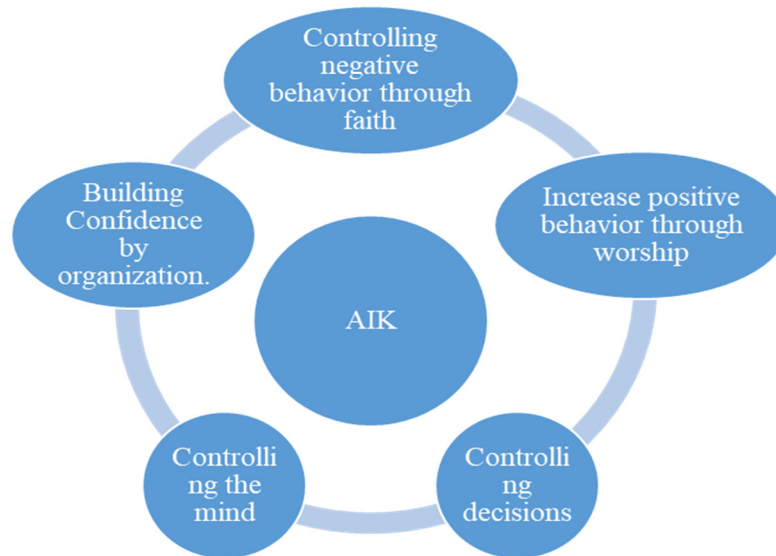 Controlling
negative
behavior through
faith
Increase positive
behavior through
worship
Controlli
ng
decisions
Controlli
ng the
mind
Building
Confidence
by
organization.
AIK